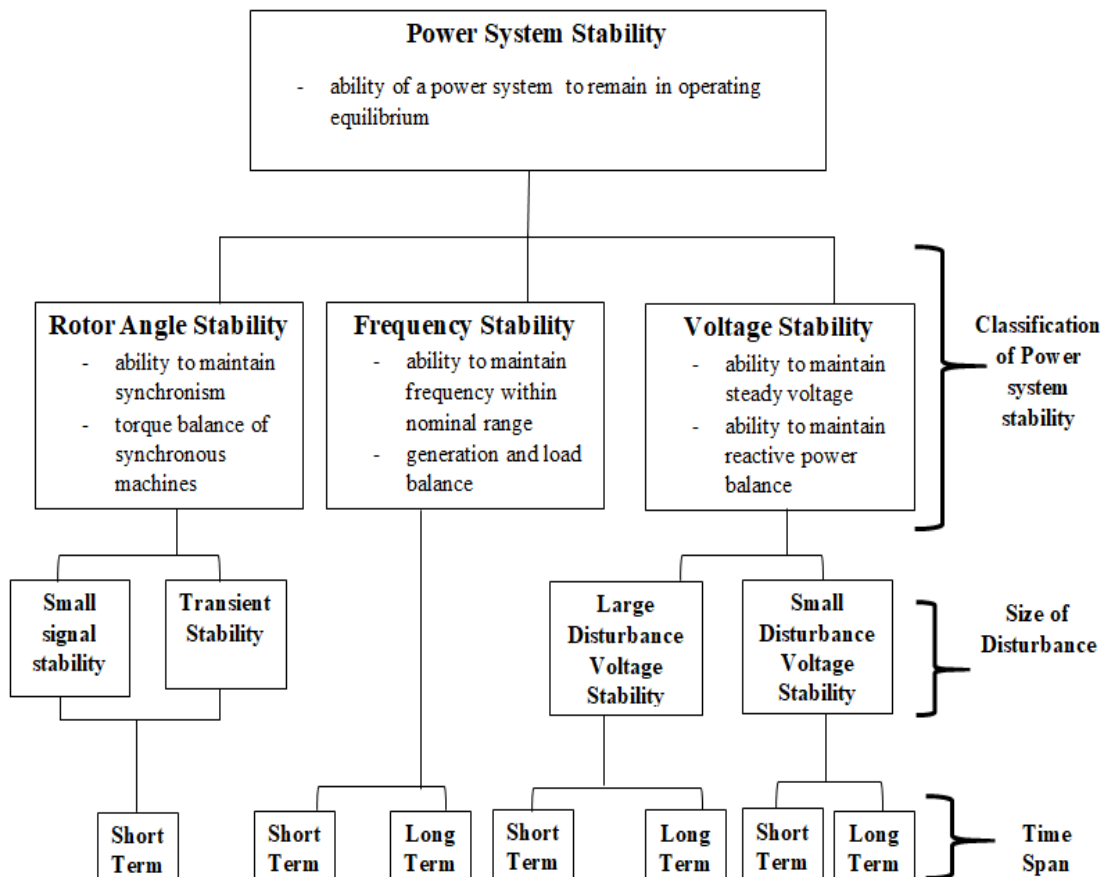 Power System Stability
- ability of a power system to remain in operating
equilibrium
Rotor Angle Stability
- ability to maintain
synchronism
- torque balance of
synchronous
machines
Frequency Stability
- ability to maintain
frequency within
nominal range
- generation and load
balance
Voltage Stability
- ability to maintain
steady voltage
- ability to maintain
reactive power
balance
Classification
of Power
system
stability
Small
signal
stability
Transient
Stability
Large
Disturbance
Voltage
Stability
Small
Disturbance
Voltage
Stability
Size of
Disturbance
Short
Term
Short
Term
Long
Term
Short
Term
Long
Term
Short
Term
Long
Term
Time
Span